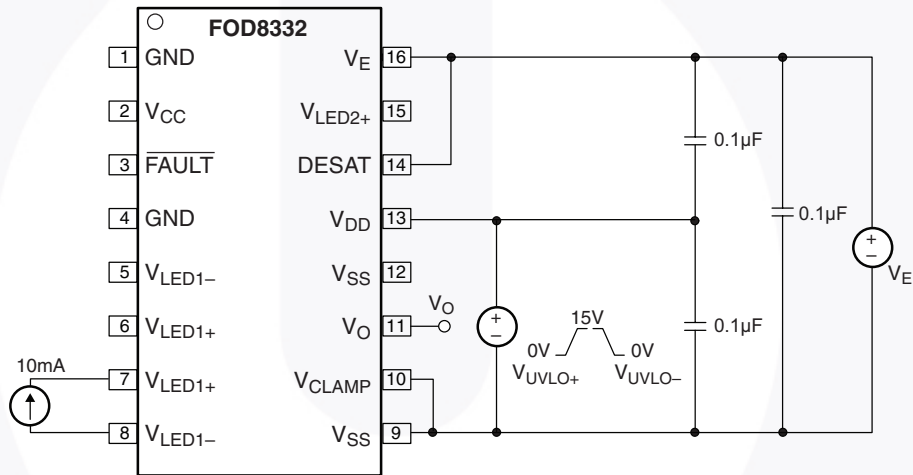 FOD8332
1 GND
2 VCC
3 FAULT
4 GND
5 VLED1–
6 VLED1+
7 VLED1+
8 VLED1–
VE 16
VLED2+ 15
DESAT 14
VDD 13
VSS 12
VO 11
VCLAMP 10
VSS 9
10mA
VO
+
–
15V
0V
0V
VUVLO+
VUVLO–
0.1µF
0.1µF
0.1µF
+
–
VE